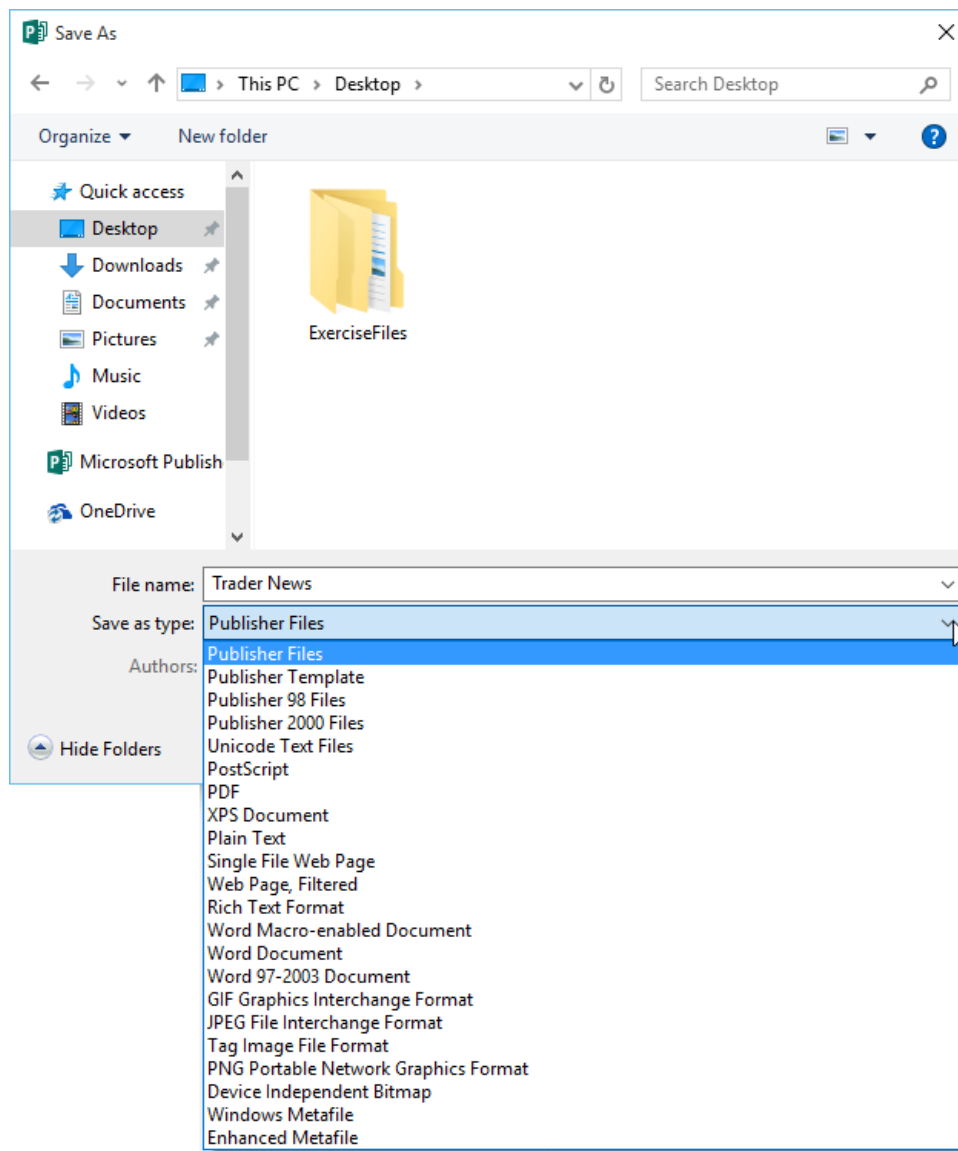 Save As
This PC > Desktop >
Search Desktop
Organize
New folder
Quick access
Desktop
Downloads
Documents
Pictures
Music
Videos
Microsoft Publish
OneDrive
ExerciseFiles
File name: Trader News
Save as type: Publisher Files
Authors:
Hide Folders
Publisher Files
Publisher Template
Publisher 98 Files
Publisher 2000 Files
Unicode Text Files
PostScript
PDF
XPS Document
Plain Text
Single File Web Page
Web Page, Filtered
Rich Text Format
Word Macro-enabled Document
Word Document
Word 97-2003 Document
GIF Graphics Interchange Format
JPEG File Interchange Format
Tag Image File Format
PNG Portable Network Graphics Format
Device Independent Bitmap
Windows Metafile
Enhanced Metafile